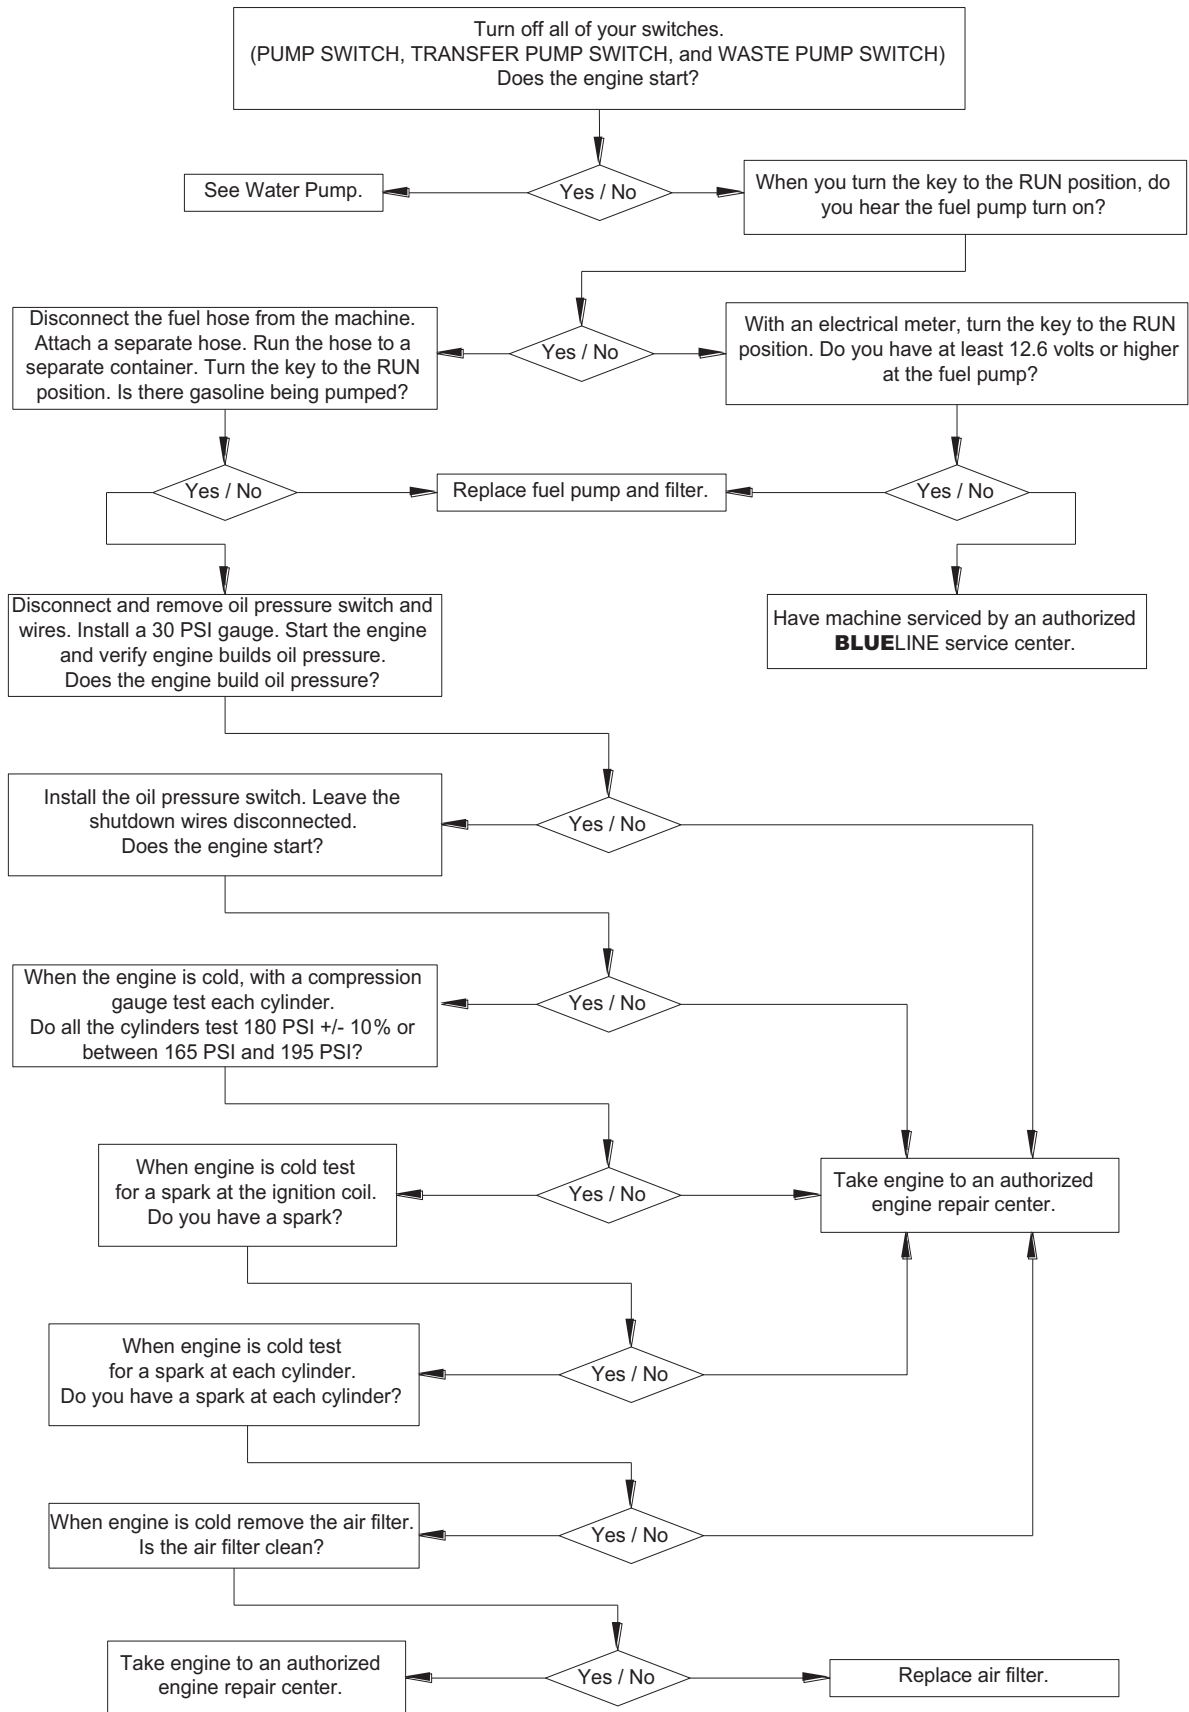 Turn off all of your switches.
(PUMP SWITCH, TRANSFER PUMP SWITCH, and WASTE PUMP SWITCH)
Does the engine start?
See Water Pump.
Yes / No
When you turn the key to the RUN position, do
you hear the fuel pump turn on?
Disconnect the fuel hose from the machine.
Attach a separate hose. Run the hose to a
separate container. Turn the key to the RUN
position. Is there gasoline being pumped?
Yes / No
With an electrical meter, turn the key to the RUN
position. Do you have at least 12.6 volts or higher
at the fuel pump?
Yes / No
Replace fuel pump and filter.
Yes / No
Disconnect and remove oil pressure switch and
wires. Install a 30 PSI gauge. Start the engine
and verify engine builds oil pressure.
Does the engine build oil pressure?
Have machine serviced by an authorized
BLUELINE service center.
Install the oil pressure switch. Leave the
shutdown wires disconnected.
Does the engine start?
Yes / No
When the engine is cold, with a compression
gauge test each cylinder.
Do all the cylinders test 180 PSI +/- 10% or
between 165 PSI and 195 PSI?
Yes / No
When engine is cold test
for a spark at the ignition coil.
Do you have a spark?
Yes / No
Take engine to an authorized
engine repair center.
When engine is cold test
for a spark at each cylinder.
Do you have a spark at each cylinder?
Yes / No
When engine is cold remove the air filter.
Is the air filter clean?
Yes / No
Take engine to an authorized
engine repair center.
Yes / No
Replace air filter.